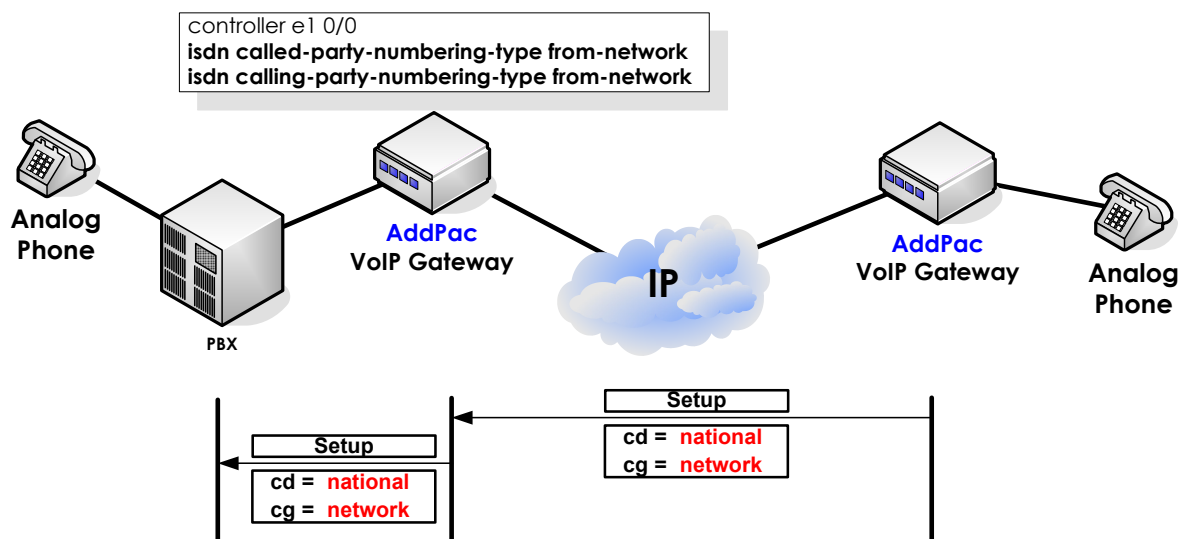 controller e1 0/0
isdn called-party-numbering-type from-network
isdn calling-party-numbering-type from-network
Analog
Phone
PBX
AddPac
VoIP Gateway
IP
AddPac
VoIP Gateway
Analog
Phone
Setup
cd = national
cg = network
Setup
cd = national
cg = network